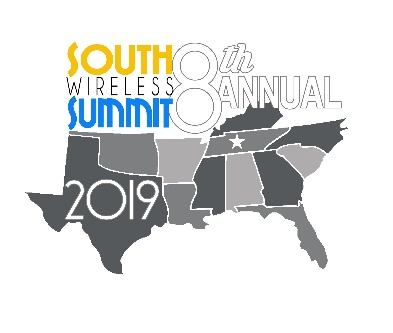 SOUTH
WIRELESS
SUMMIT
8th
ANNUAL
2019